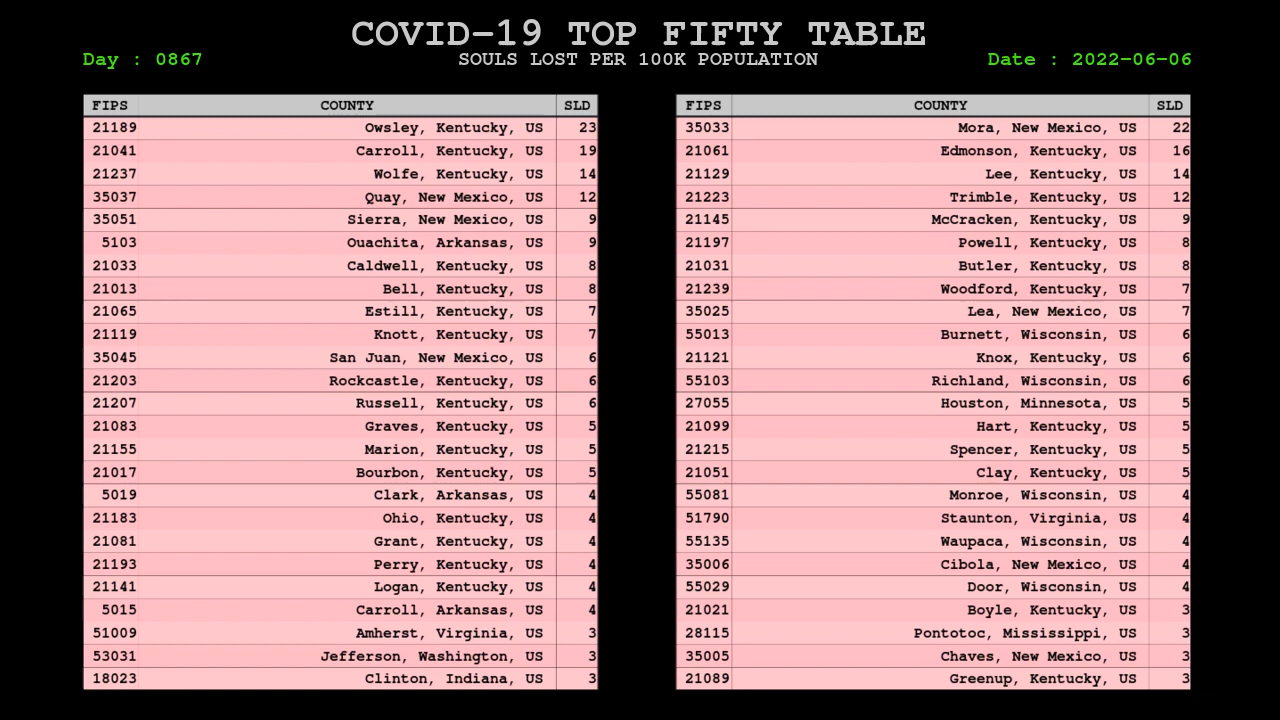 COVID-19 TOP FIFTY TABLE
Day : 0867 SOULS LOST PER 100K POPULATION Date : 2022-06-06
FIPS COUNTY SLD FIPS COUNTY SLD
21189 Owsley, Kentucky, US 23 35033 Mora, New Mexico, US 22
21041 Carroll, Kentucky, US 19 21061 Edmonson, Kentucky, US 16
21237 Wolfe, Kentucky, US 14 21129 Lee, Kentucky, US 14
35037 Quay, New Mexico, US 12 21223 Trimble, Kentucky, US 12
35051 Sierra, New Mexico, US 9 21145 McCracken, Kentucky, US 9
5103 Ouachita, Arkansas, US 9 21197 Powell, Kentucky, US 8
21033 Caldwell, Kentucky, US 8 21031 Butler, Kentucky, US 8
21013 Bell, Kentucky, US 8 21239 Woodford, Kentucky, US 7
21065 Estill, Kentucky, US 7 35025 Lea, New Mexico, US 7
21119 Knott, Kentucky, US 7 55013 Burnett, Wisconsin, US 6
35045 San Juan, New Mexico, US 6 21121 Knox, Kentucky, US 6
21203 Rockcastle, Kentucky, US 6 55103 Richland, Wisconsin, US 6
21207 Russell, Kentucky, US 6 27055 Houston, Minnesota, US 5
21083 Graves, Kentucky, US 5 21099 Hart, Kentucky, US 5
21155 Marion, Kentucky, US 5 21215 Spencer, Kentucky, US 5
21017 Bourbon, Kentucky, US 5 21051 Clay, Kentucky, US 5
5019 Clark, Arkansas, US 4 55081 Monroe, Wisconsin, US 4
21183 Ohio, Kentucky, US 4 51790 Staunton, Virginia, US 4
21081 Grant, Kentucky, US 4 55135 Waupaca, Wisconsin, US 4
21193 Perry, Kentucky, US 4 35006 Cibola, New Mexico, US 4
21141 Logan, Kentucky, US 4 55029 Door, Wisconsin, US 4
5015 Carroll, Arkansas, US 4 21021 Boyle, Kentucky, US 3
51009 Amherst, Virginia, US 3 28115 Pontotoc, Mississippi, US 3
53031 Jefferson, Washington, US 3 35005 Chaves, New Mexico, US 3
18023 Clinton, Indiana, US 3 21089 Greenup, Kentucky, US 3